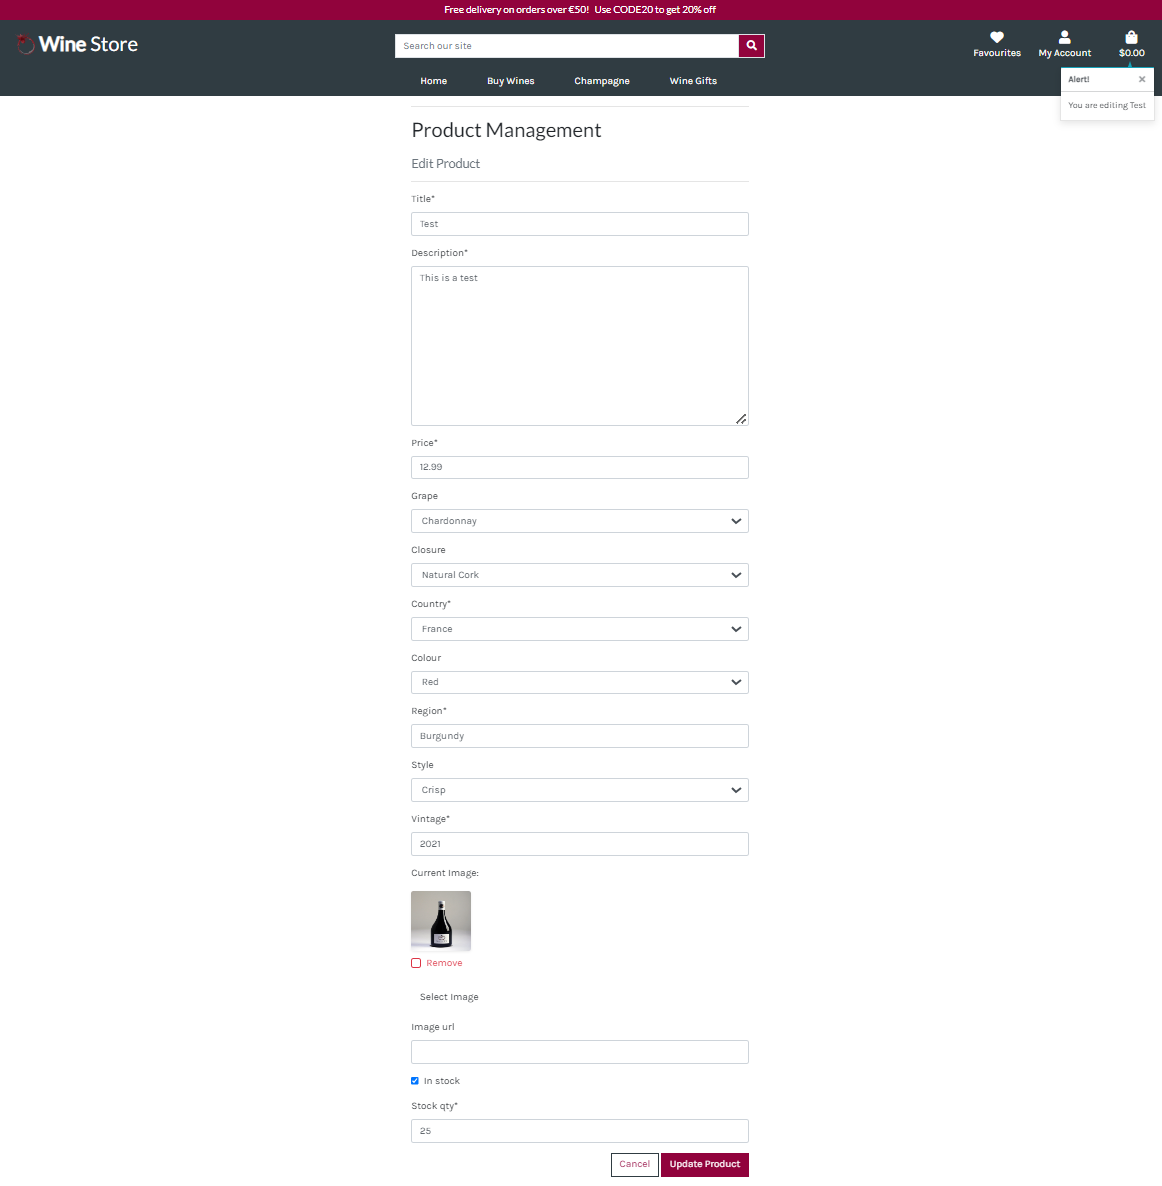 Free delivery on orders over €50! Use CODE20 to get 20% off
Wine Store
Search our site
Favourites
My Account
$0.00
Home
Buy Wines
Champagne
Wine Gifts
Alert!
×
You are editing Test
Product Management
Edit Product
Title*
Test
Description*
This is a test
Price*
12.99
Grape
Chardonnay
Closure
Natural Cork
Country*
France
Colour
Red
Region*
Burgundy
Style
Crisp
Vintage*
2021
Current Image:
Remove
Select Image
Image url
In stock
Stock qty*
25
Cancel
Update Product